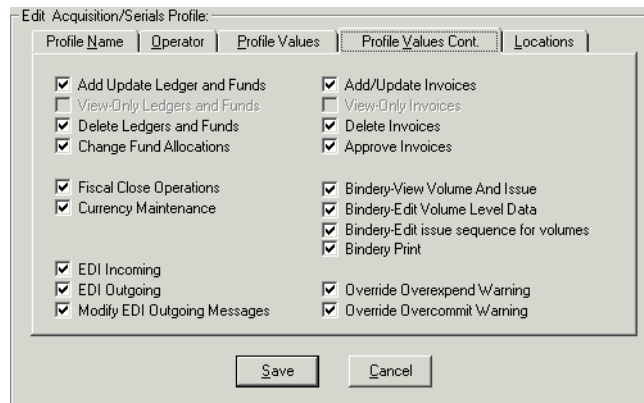 Edit Acquisition/Serials Profile:
Profile Name
Operator
Profile Values
Profile Values Cont.
Locations
Add Update Ledger and Funds
View-Only Ledgers and Funds
Delete Ledgers and Funds
Change Fund Allocations
Fiscal Close Operations
Currency Maintenance
EDI Incoming
EDI Outgoing
Modify EDI Outgoing Messages
Add/Update Invoices
View-Only Invoices
Delete Invoices
Approve Invoices
Bindery-View Volume And Issue
Bindery-Edit Volume Level Data
Bindery-Edit issue sequence for volumes
Bindery Print
Override Overexpend Warning
Override Overcommit Warning
Save
Cancel